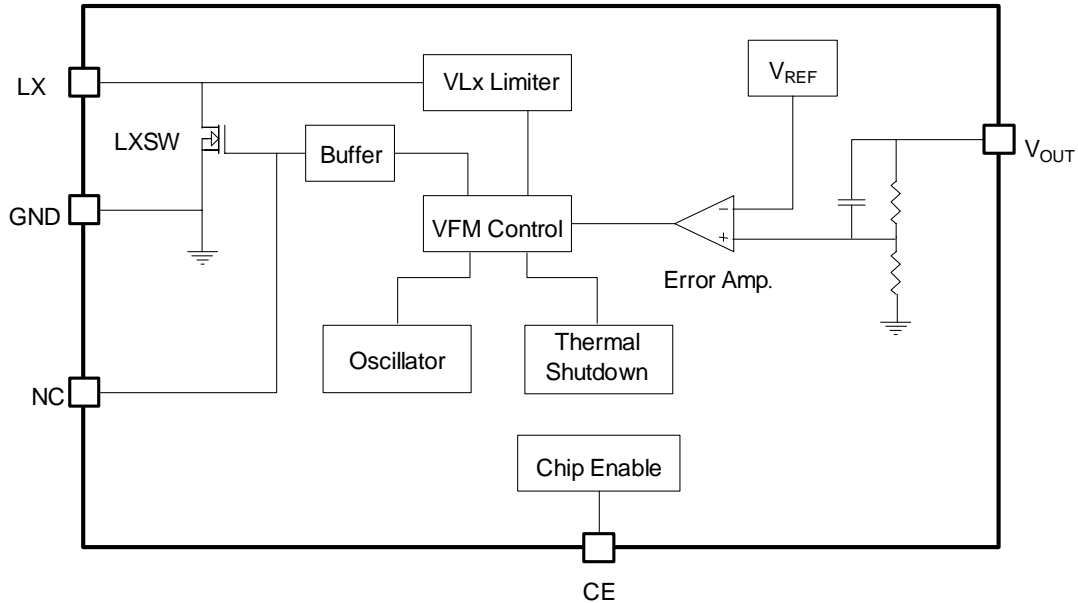 LX
VLx Limiter
VREF
LXSW
Buffer
VOUT
GND
VFM Control
−
+
Error Amp.
Oscillator
Thermal
Shutdown
NC
Chip Enable
CE